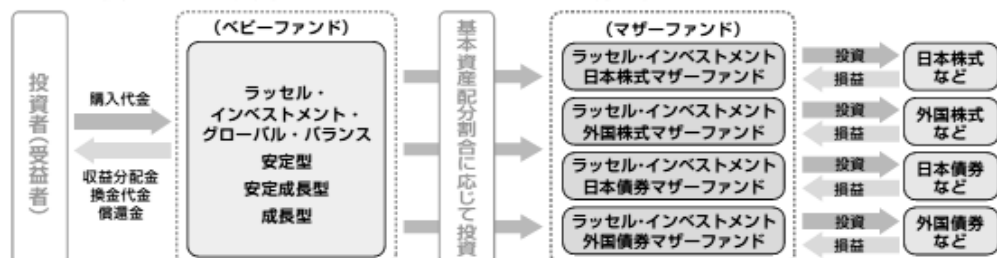 投資者(受益者)
購入代金
収益分配金
換金代金
償還金
(ベビーファンド)
ラッセル・
インベストメント・
グローバル・バランス
安定型
安定成長型
成長型
基本資産配分割合に応じて投資
(マザーファンド)
ラッセル・インベストメント
日本株式マザーファンド
投資
損益
日本株式
など
ラッセル・インベストメント
外国株式マザーファンド
投資
損益
外国株式
など
ラッセル・インベストメント
日本債券マザーファンド
投資
損益
日本債券
など
ラッセル・インベストメント
外国債券マザーファンド
投資
損益
外国債券
など